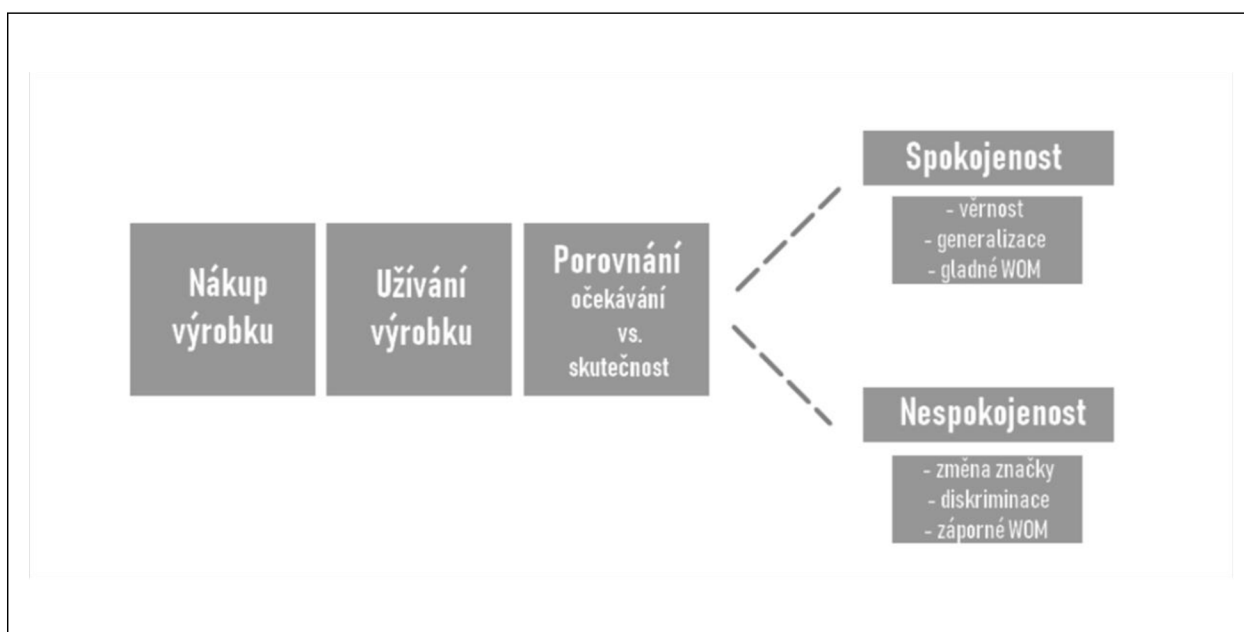 Nákup
výrobku
Užívání
výrobku
Porovnání
očekávání
vs.
skutečnost
Spokojenost
- věrnost
- generalizace
- gladné WOM
Nespokojenost
- změna značky
- diskriminace
- záporné WOM